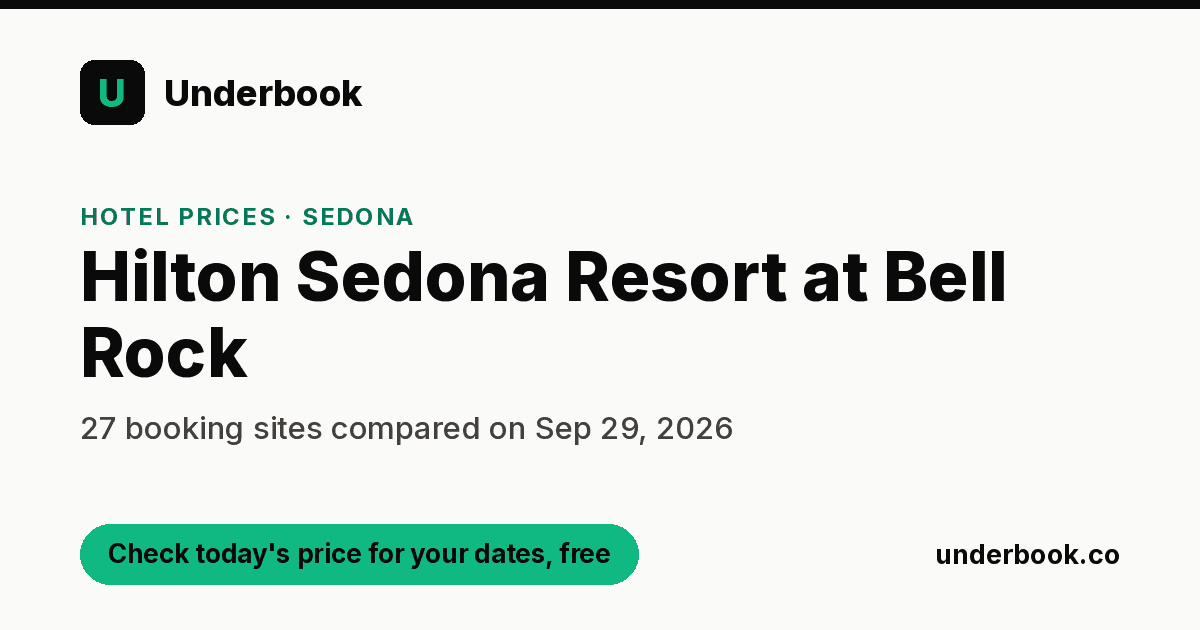 U Underbook
HOTEL PRICES · SEDONA
Hilton Sedona Resort at Bell
Rock
27 booking sites compared on Sep 29, 2026
Check today's price for your dates, free
underbook.co